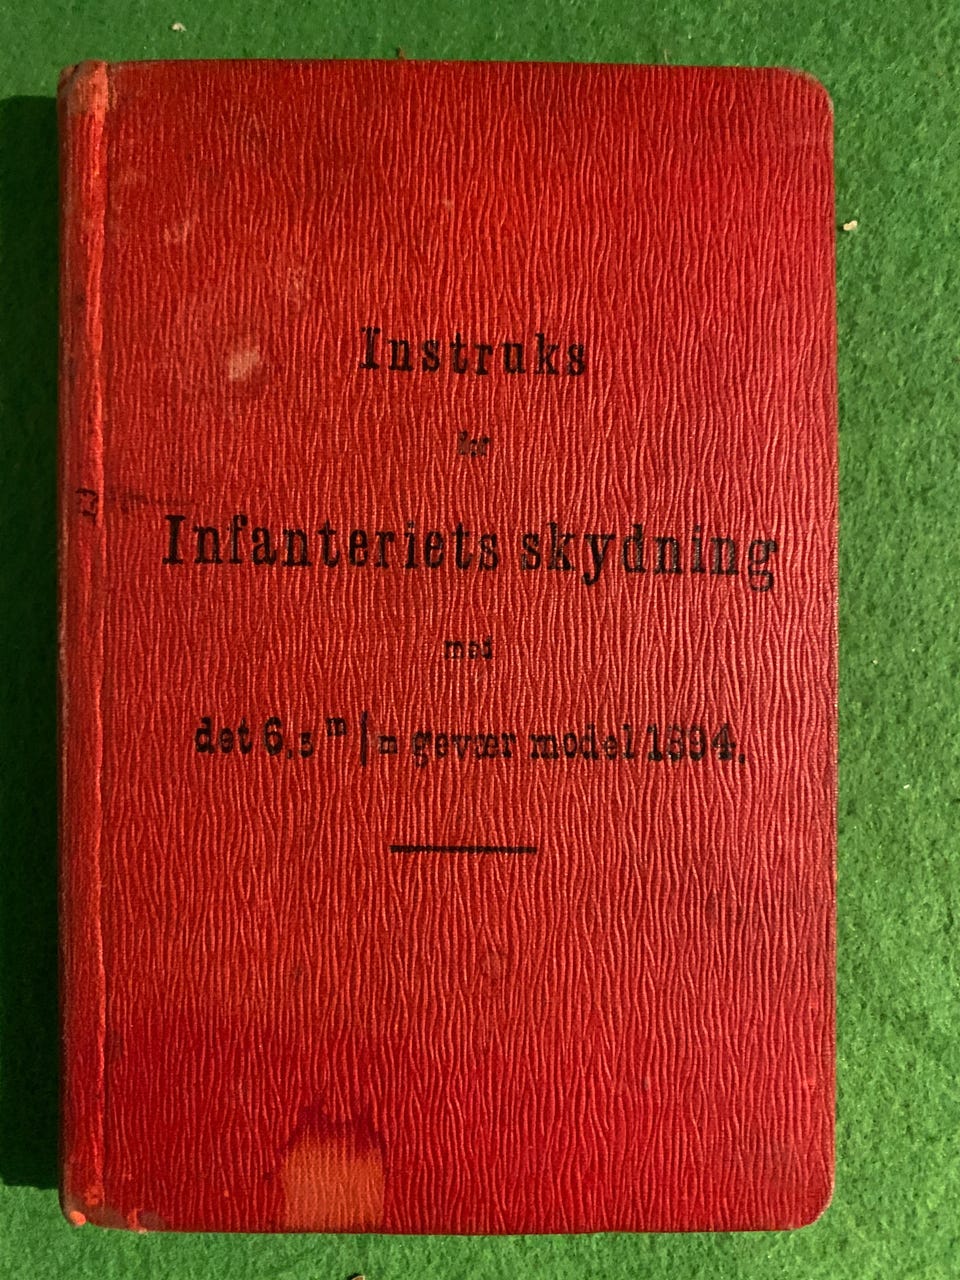 Instruks
for
Infanteriets skydning
med
det 6.5 m/m gevær model 1894.